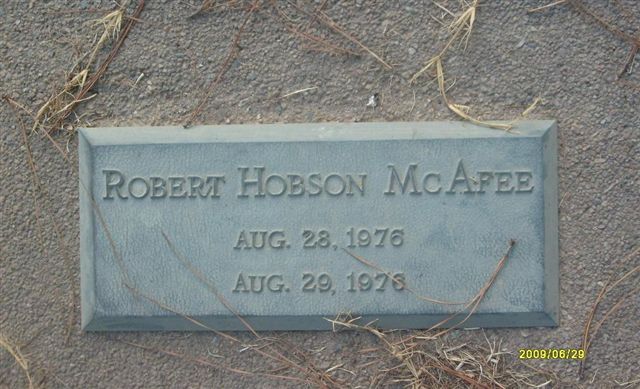 ROBERT HOBSON MCAFEE
AUG. 28, 1976
AUG. 29, 1976
2009/06/29